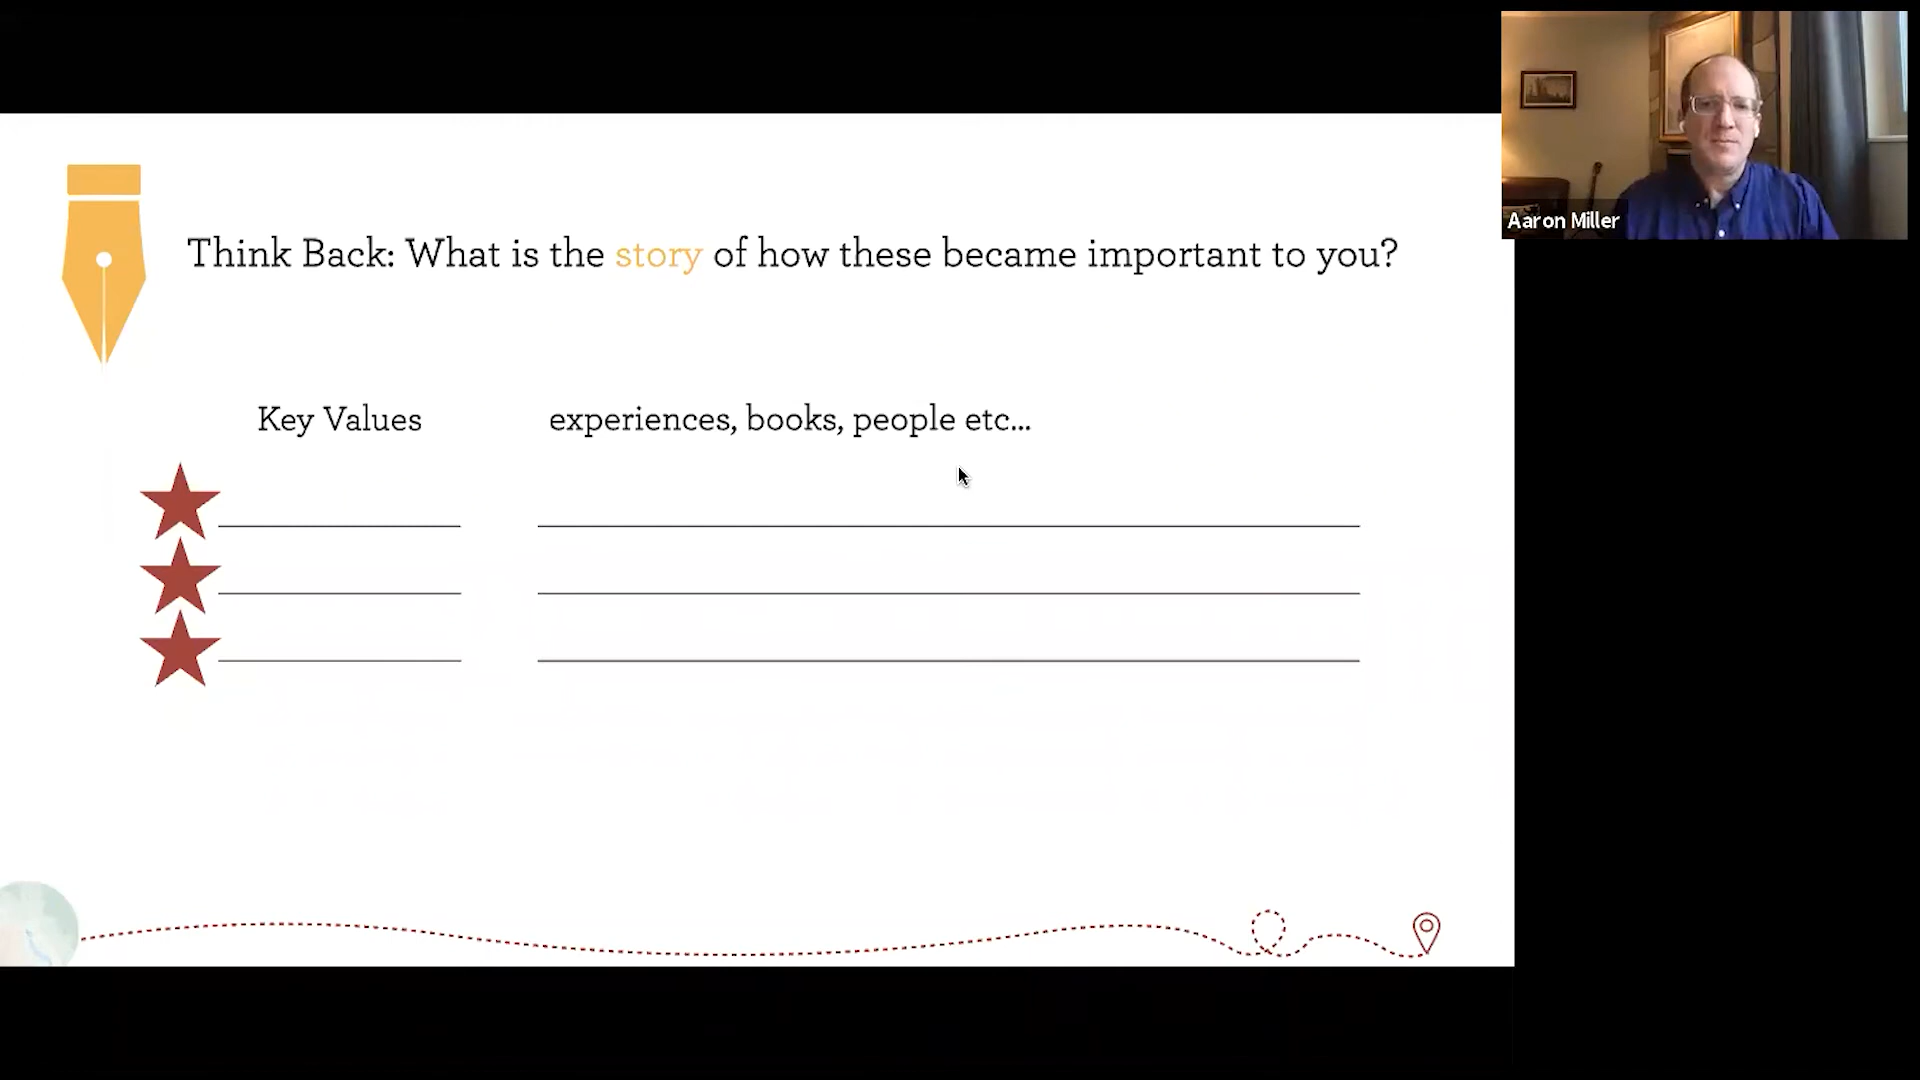 Think Back: What is the story of how these became important to you?
Key Values
experiences, books, people etc...
Aaron Miller